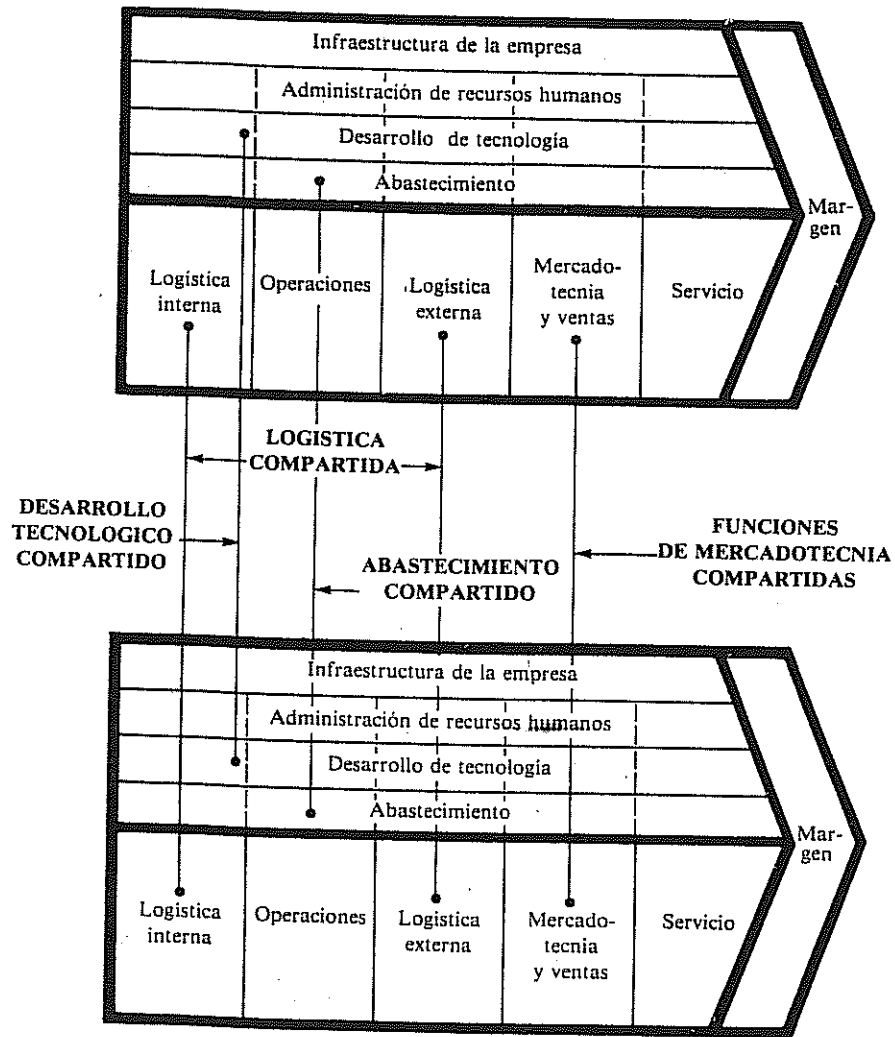 Infraestructura de la empresa
Administración de recursos humanos
Desarrollo de tecnología
Abastecimiento
Mar-
gen
Logística
interna
Operaciones
Logística
externa
Mercado-
tecnia
y ventas
Servicio
LOGISTICA
COMPARTIDA
DESARROLLO
TECNOLOGICO
COMPARTIDO
ABASTECIMIENTO
COMPARTIDO
FUNCIONES
DE MERCADOTECNIA
COMPARTIDAS
Infraestructura de la empresa
Administración de recursos humanos
Desarrollo de tecnología
Abastecimiento
Mar-
gen
Logística
interna
Operaciones
Logística
externa
Mercado-
tecnia
y ventas
Servicio